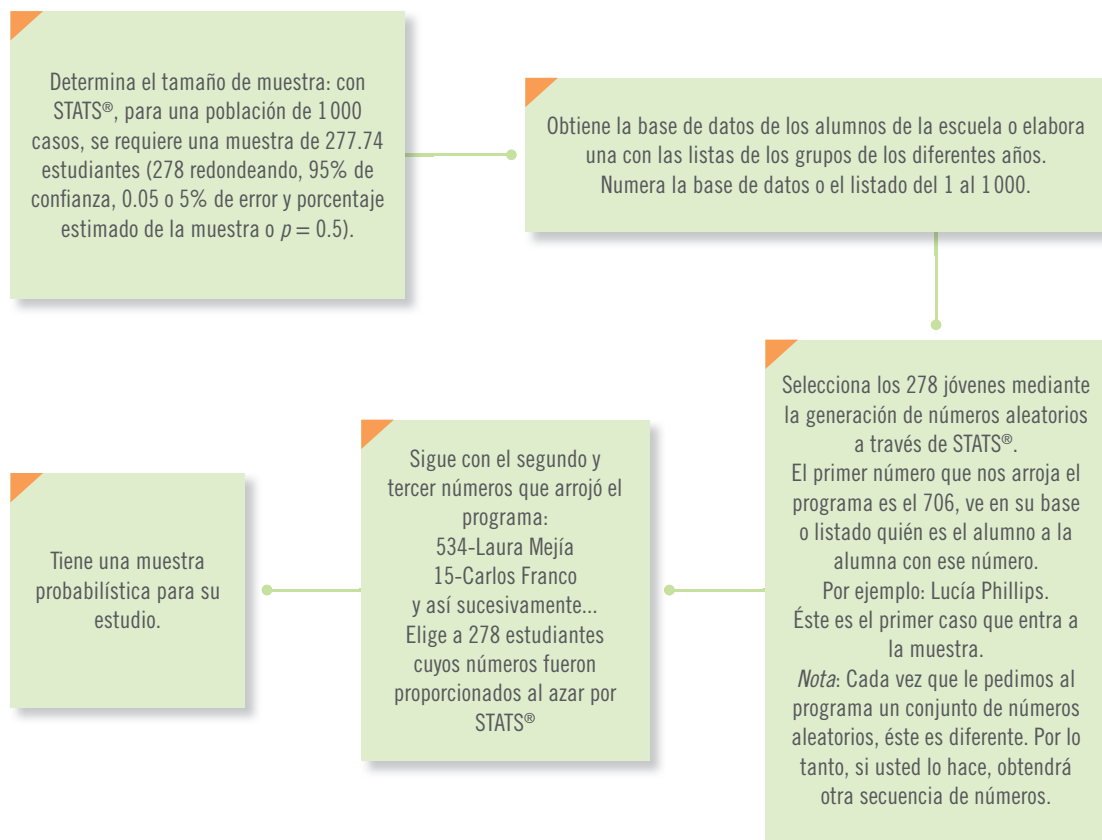 Determina el tamaño de muestra: con
STATS®, para una población de 1 000
casos, se requiere una muestra de 277.74
estudiantes (278 redondeando, 95% de
confianza, 0.05 o 5% de error y porcentaje
estimado de la muestra o p = 0.5).
Obtiene la base de datos de los alumnos de la escuela o elabora
una con las listas de los grupos de los diferentes años.
Numera la base de datos o el listado del 1 al 1 000.
Selecciona los 278 jóvenes mediante
la generación de números aleatorios
a través de STATS®.
El primer número que nos arroja el
programa es el 706, ve en su base
o listado quién es el alumno a la
alumna con ese número.
Por ejemplo: Lucía Phillips.
Éste es el primer caso que entra a
la muestra.
Nota: Cada vez que le pedimos al
programa un conjunto de números
aleatorios, éste es diferente. Por lo
tanto, si usted lo hace, obtendrá
otra secuencia de números.
Sigue con el segundo y
tercer números que arrojó el
programa:
534-Laura Mejía
15-Carlos Franco
y así sucesivamente...
Elige a 278 estudiantes
cuyos números fueron
proporcionados al azar por
STATS®
Tiene una muestra
probabilística para su
estudio.